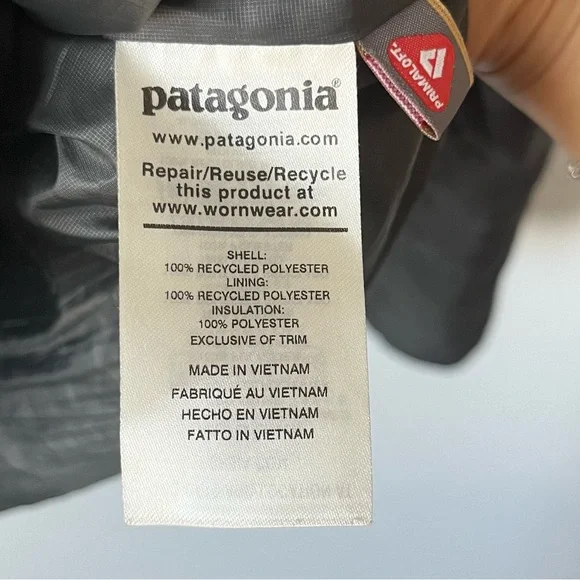 patagonia®
www.patagonia.com
Repair/Reuse/Recycle
this product at
www.wornwear.com
SHELL:
100% RECYCLED POLYESTER
LINING:
100% RECYCLED POLYESTER
INSULATION:
100% POLYESTER
EXCLUSIVE OF TRIM
MADE IN VIETNAM
FABRIQUÉ AU VIETNAM
HECHO EN VIETNAM
FATTO IN VIETNAM
PRIMALOFT